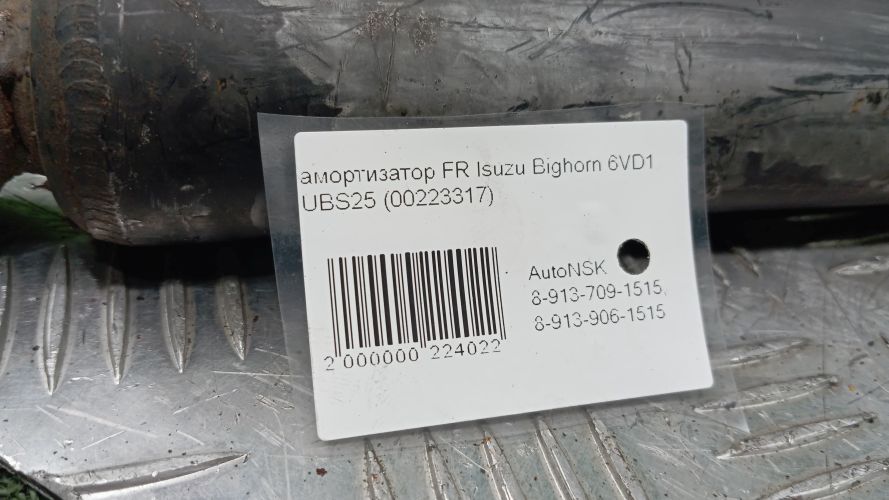 амортизатор FR Isuzu Bighorn 6VD1
UBS25 (00223317)
AutoNSK
8-913-709-1515,
8-913-906-1515
2 000000 224022